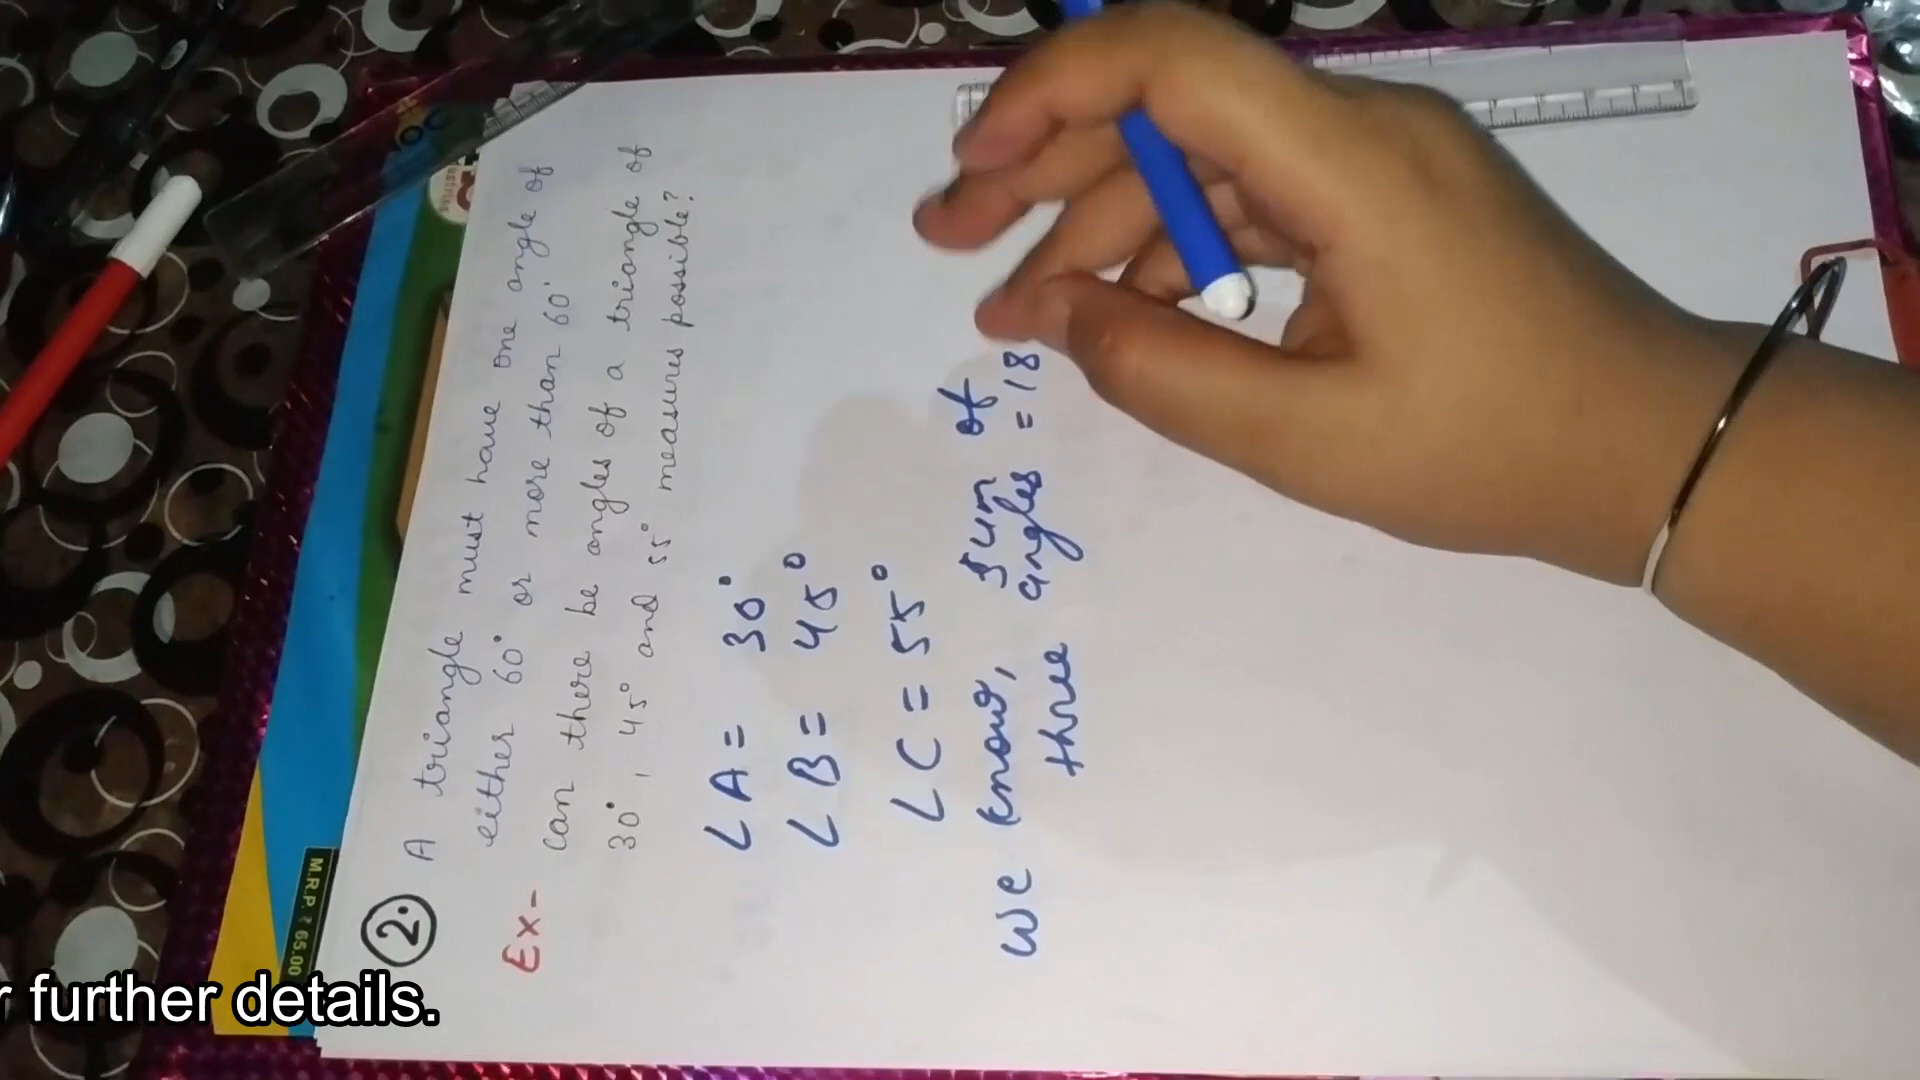 2. A triangle must have one angle of
either 60° or more than 60°
Ex- Can there be angles of a triangle of
30°, 45° and 55° measures possible?
∠A = 30°
∠B = 45°
∠C = 55°
We know, sum of
three angles = 18
M.R.P. ₹ 65.00
further details.